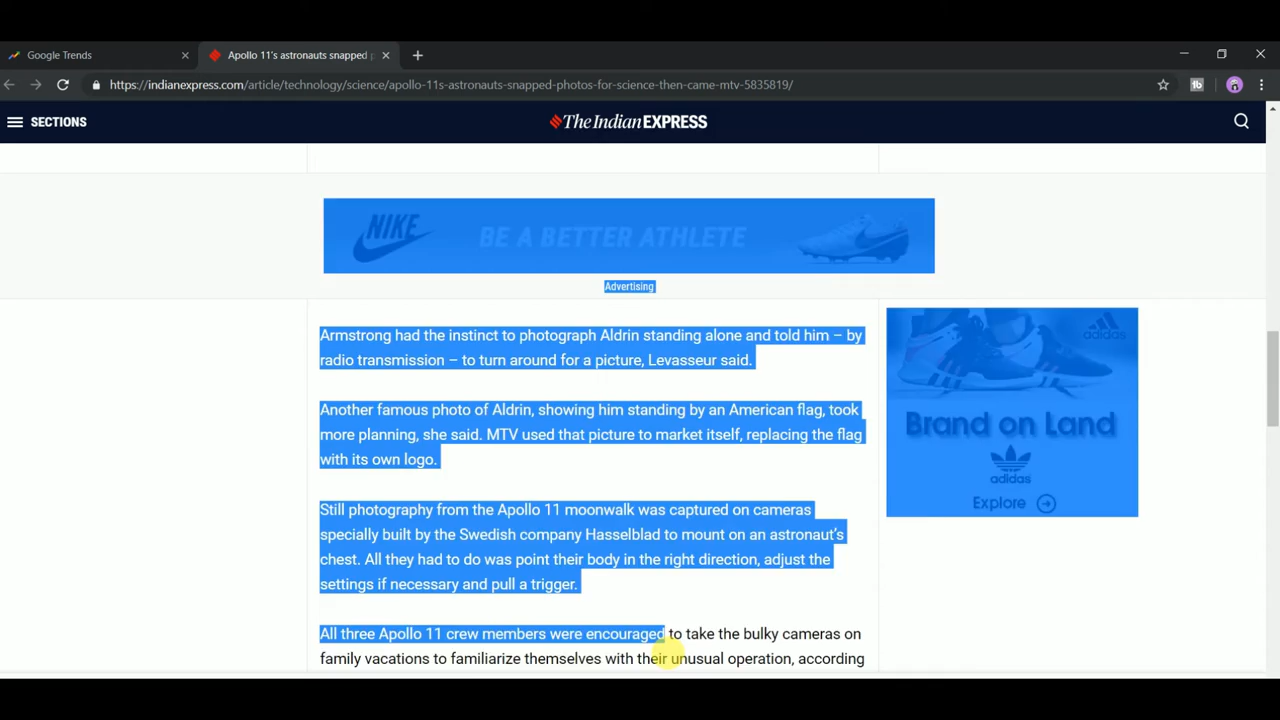 Google Trends
Apollo 11's astronauts snapped p
https://indianexpress.com/article/technology/science/apollo-11s-astronauts-snapped-photos-for-science-then-came-mtv-5835819/
SECTIONS
The Indian EXPRESS
NIKE
BE A BETTER ATHLETE
Advertising
Armstrong had the instinct to photograph Aldrin standing alone and told him – by
radio transmission – to turn around for a picture, Levasseur said.
Another famous photo of Aldrin, showing him standing by an American flag, took
more planning, she said. MTV used that picture to market itself, replacing the flag
with its own logo.
Still photography from the Apollo 11 moonwalk was captured on cameras
specially built by the Swedish company Hasselblad to mount on an astronaut's
chest. All they had to do was point their body in the right direction, adjust the
settings if necessary and pull a trigger.
All three Apollo 11 crew members were encouraged to take the bulky cameras on
family vacations to familiarize themselves with their unusual operation, according
adidas
Brand on Land
adidas
Explore